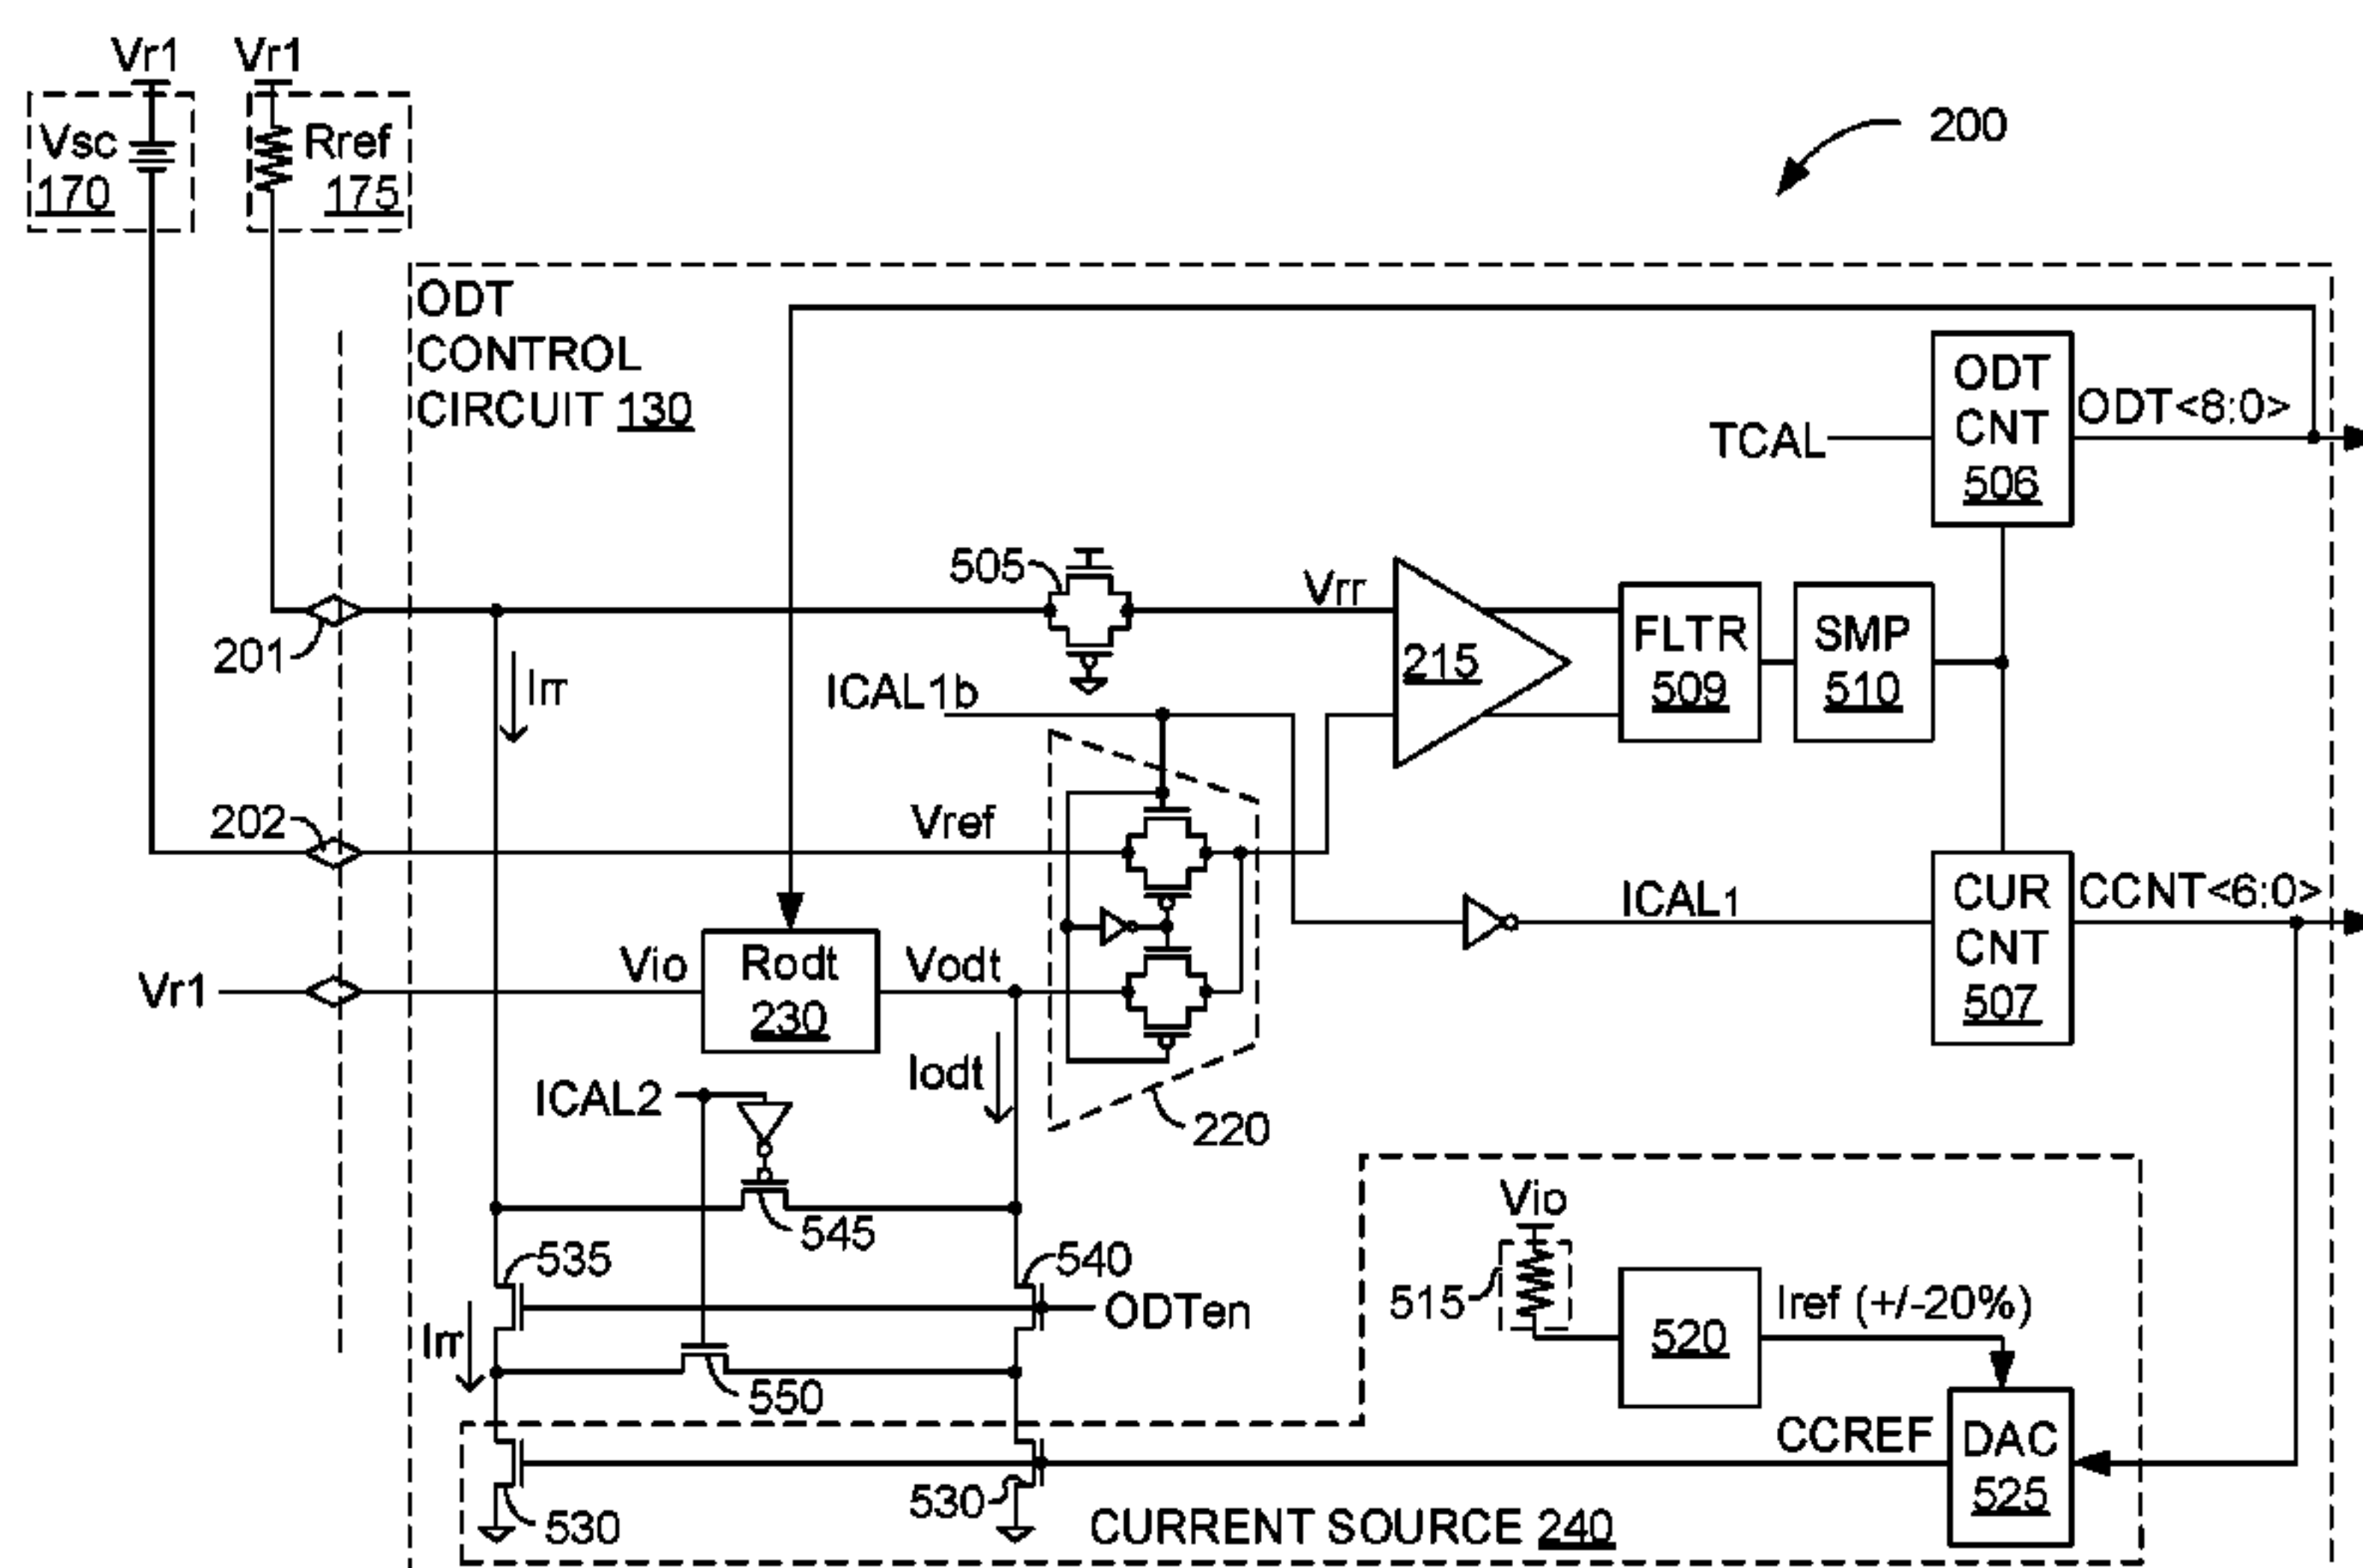 Vr1
Vr1
Vsc
170
Rref
175
200
ODT
CONTROL
CIRCUIT 130
ODT
CNT
506
ODT<8:0>
TCAL
505
Vrr
201
Irr
ICAL1b
215
FLTR
509
SMP
510
202
Vref
ICAL1
CUR
CNT
507
CCNT<6:0>
Vr1
Vio
Rodt
230
Vodt
Iodt
ICAL2
220
545
Vio
535
540
515
520
Iref (+/-20%)
ODTen
Irr
550
CCREF
DAC
525
530
530
CURRENT SOURCE 240